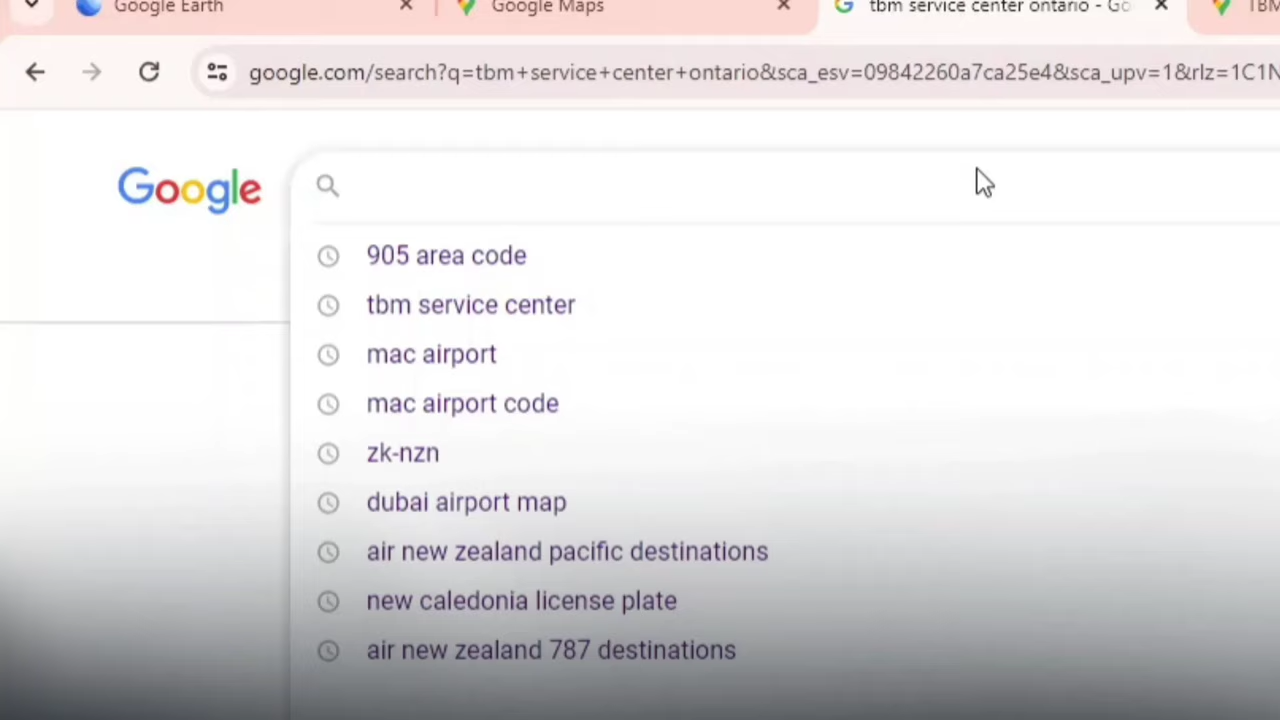 Google Earth
Google Maps
tbm service center ontario - Go
TBM
google.com/search?q=tbm+service+center+ontario&sca_esv=09842260a7ca25e4&sca_upv=1&rlz=1C1N
Google
905 area code
tbm service center
mac airport
mac airport code
zk-nzn
dubai airport map
air new zealand pacific destinations
new caledonia license plate
air new zealand 787 destinations